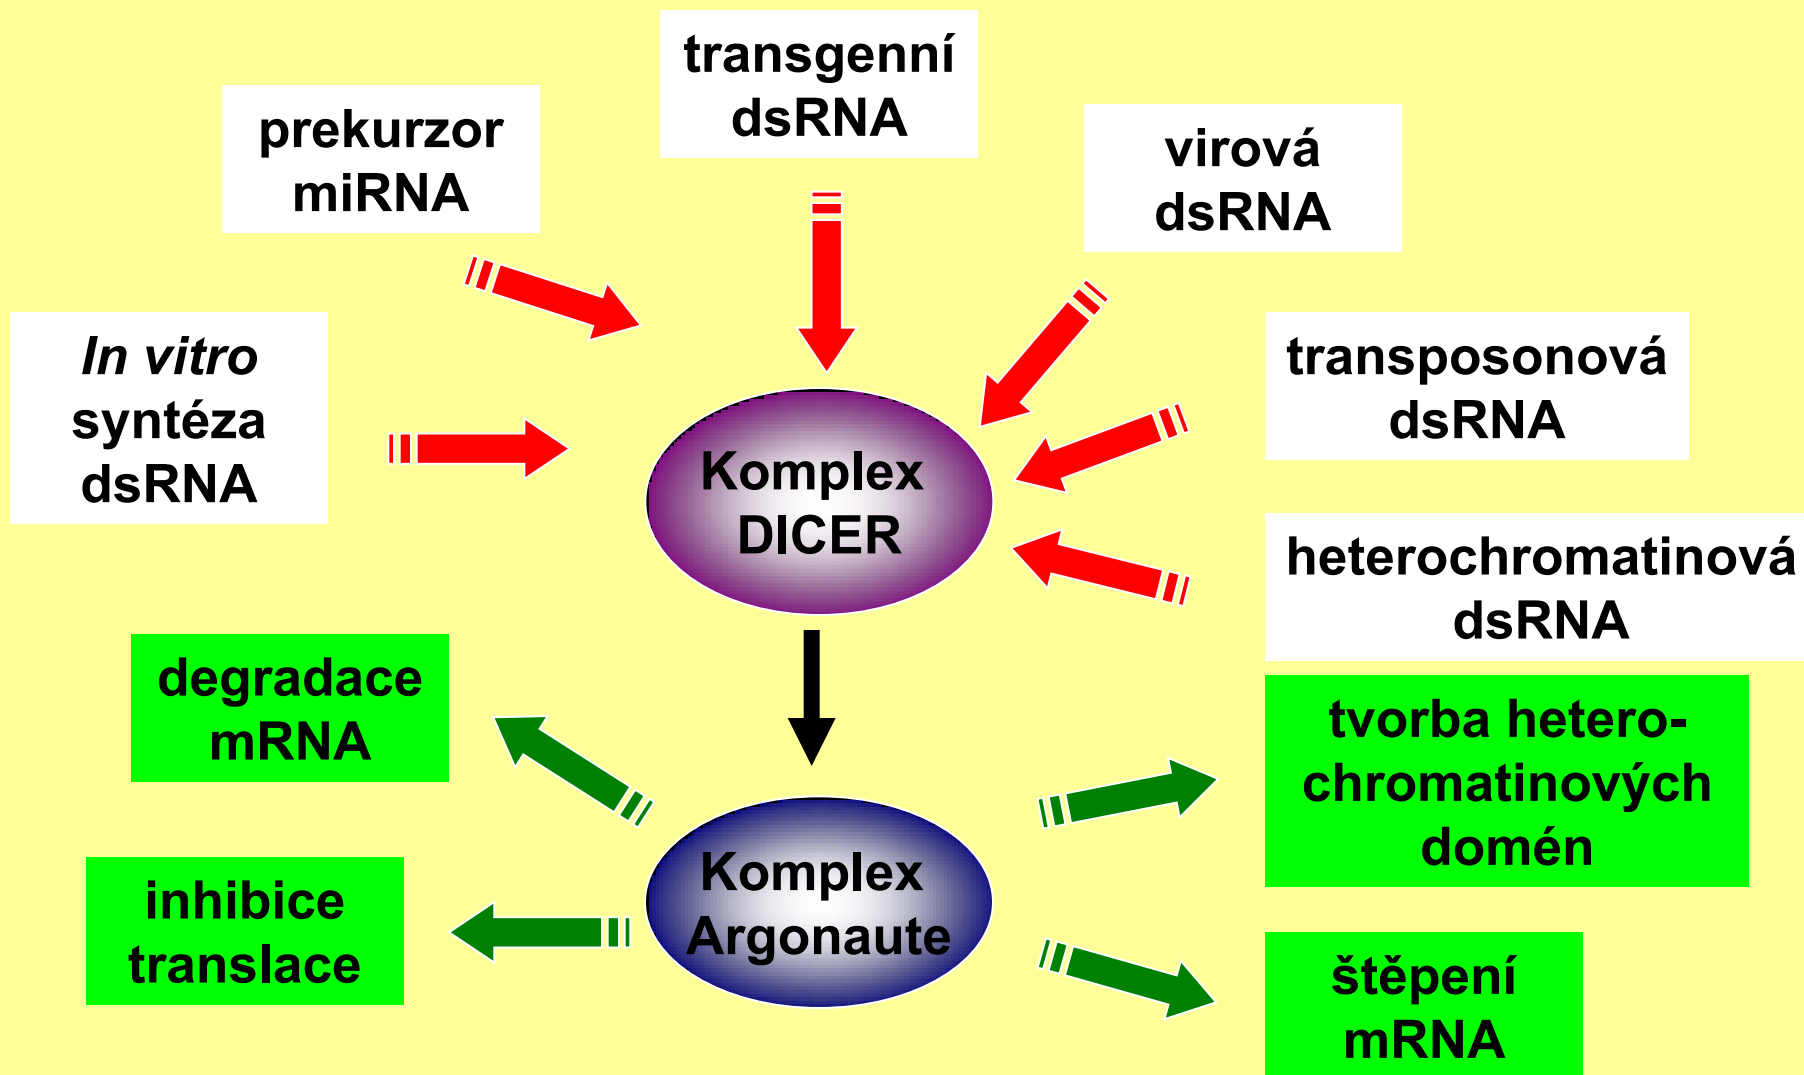 transgenní
dsRNA
prekurzor
miRNA
virová
dsRNA
In vitro
syntéza
dsRNA
transposonová
dsRNA
Komplex
DICER
heterochromatinová
dsRNA
degradace
mRNA
tvorba hetero-
chromatinových
domén
inhibice
translace
Komplex
Argonaute
štěpení
mRNA